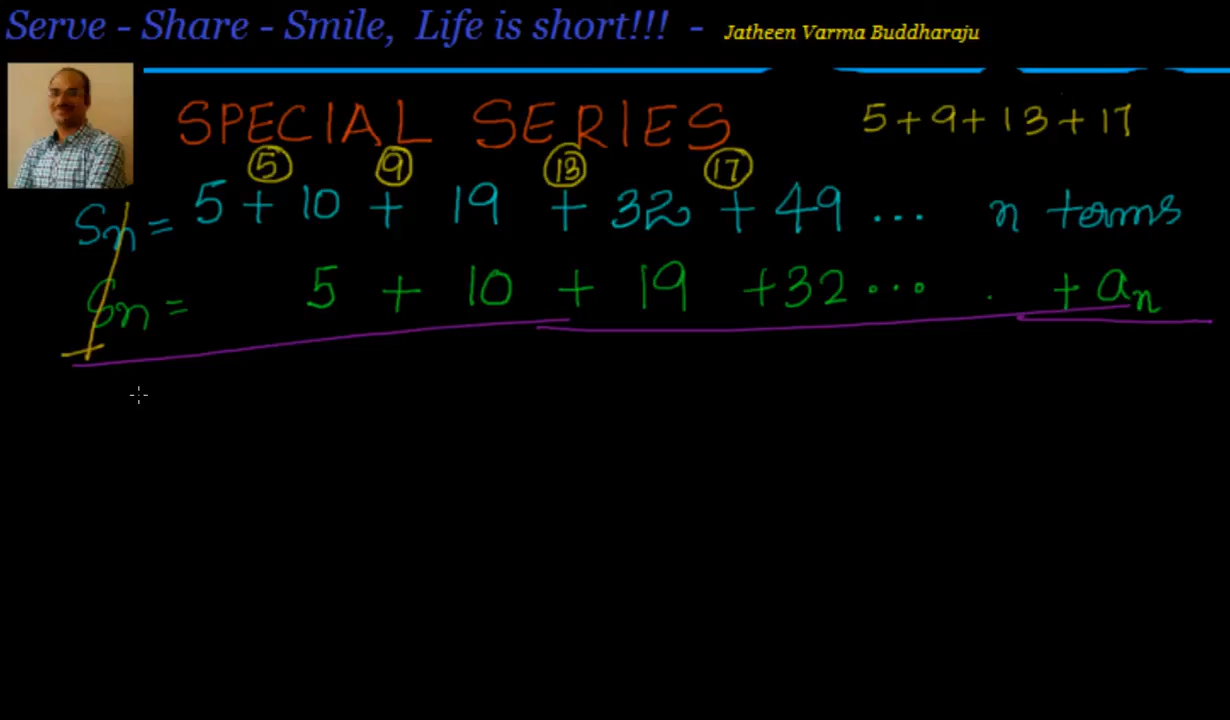 Serve - Share - Smile, Life is short!!! - Jatheen Varma Buddharaju
SPECIAL SERIES 5+9+13+17
5 9 13 17
Sn = 5 + 10 + 19 + 32 + 49 ... n terms
Sn = 5 + 10 + 19 +32 ... . + an